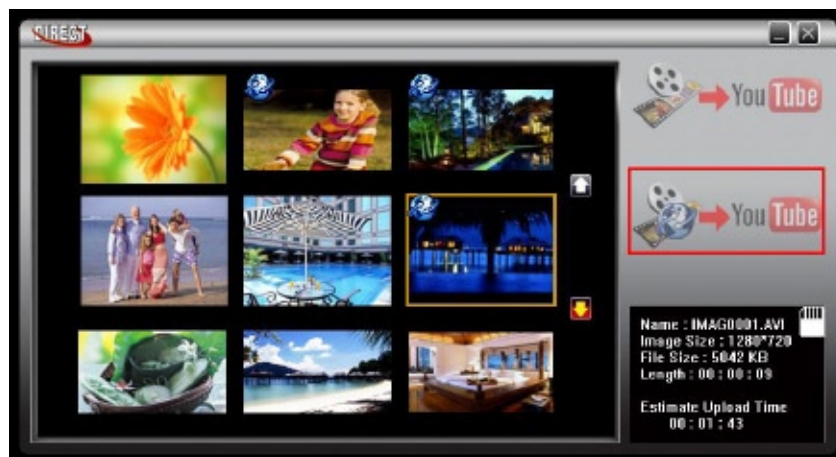 DIRECT
You Tube
You Tube
Name : IMAG0001.AVI
Image Size : 1280*720
File Size : 5042 KB
Length : 00 : 00 : 09
Estimate Upload Time
00 : 01 : 43